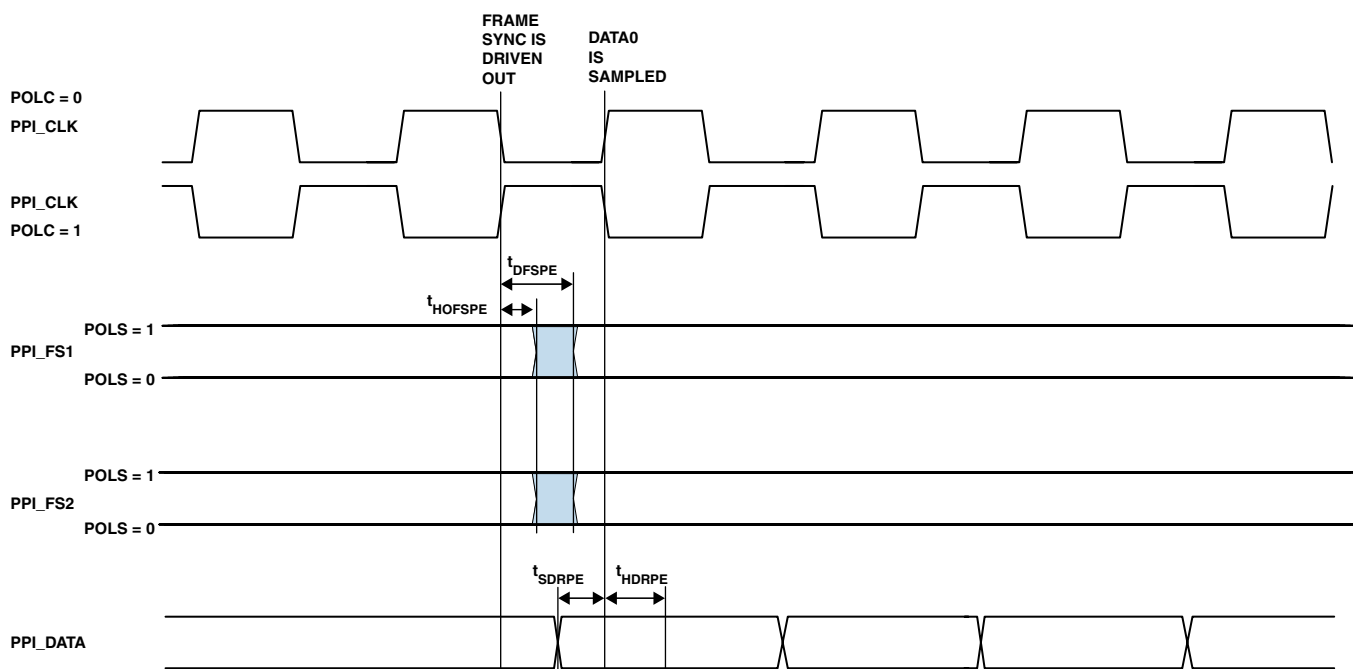 FRAME
SYNC IS
DRIVEN
OUT
DATA0
IS
SAMPLED
POLC = 0
PPI_CLK
PPI_CLK
POLC = 1
tDFSPE
tHOFSPE
POLS = 1
PPI_FS1
POLS = 0
POLS = 1
PPI_FS2
POLS = 0
tSDRPE
tHDRPE
PPI_DATA